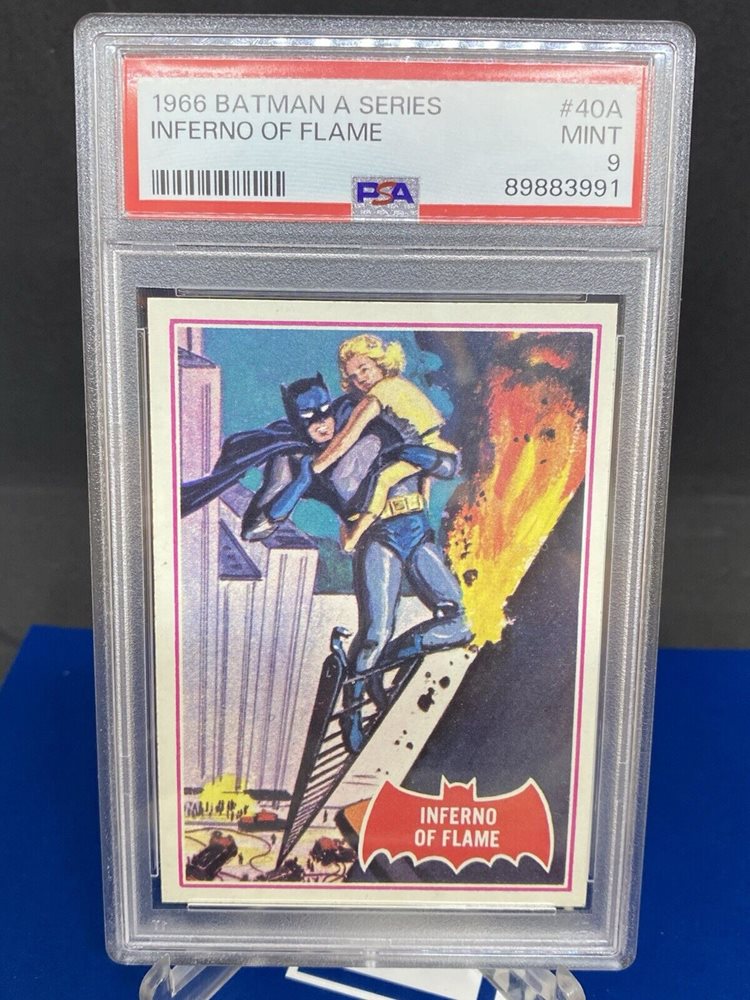 1966 BATMAN A SERIES #40A
INFERNO OF FLAME MINT
9
PSA 89883991
INFERNO
OF FLAME